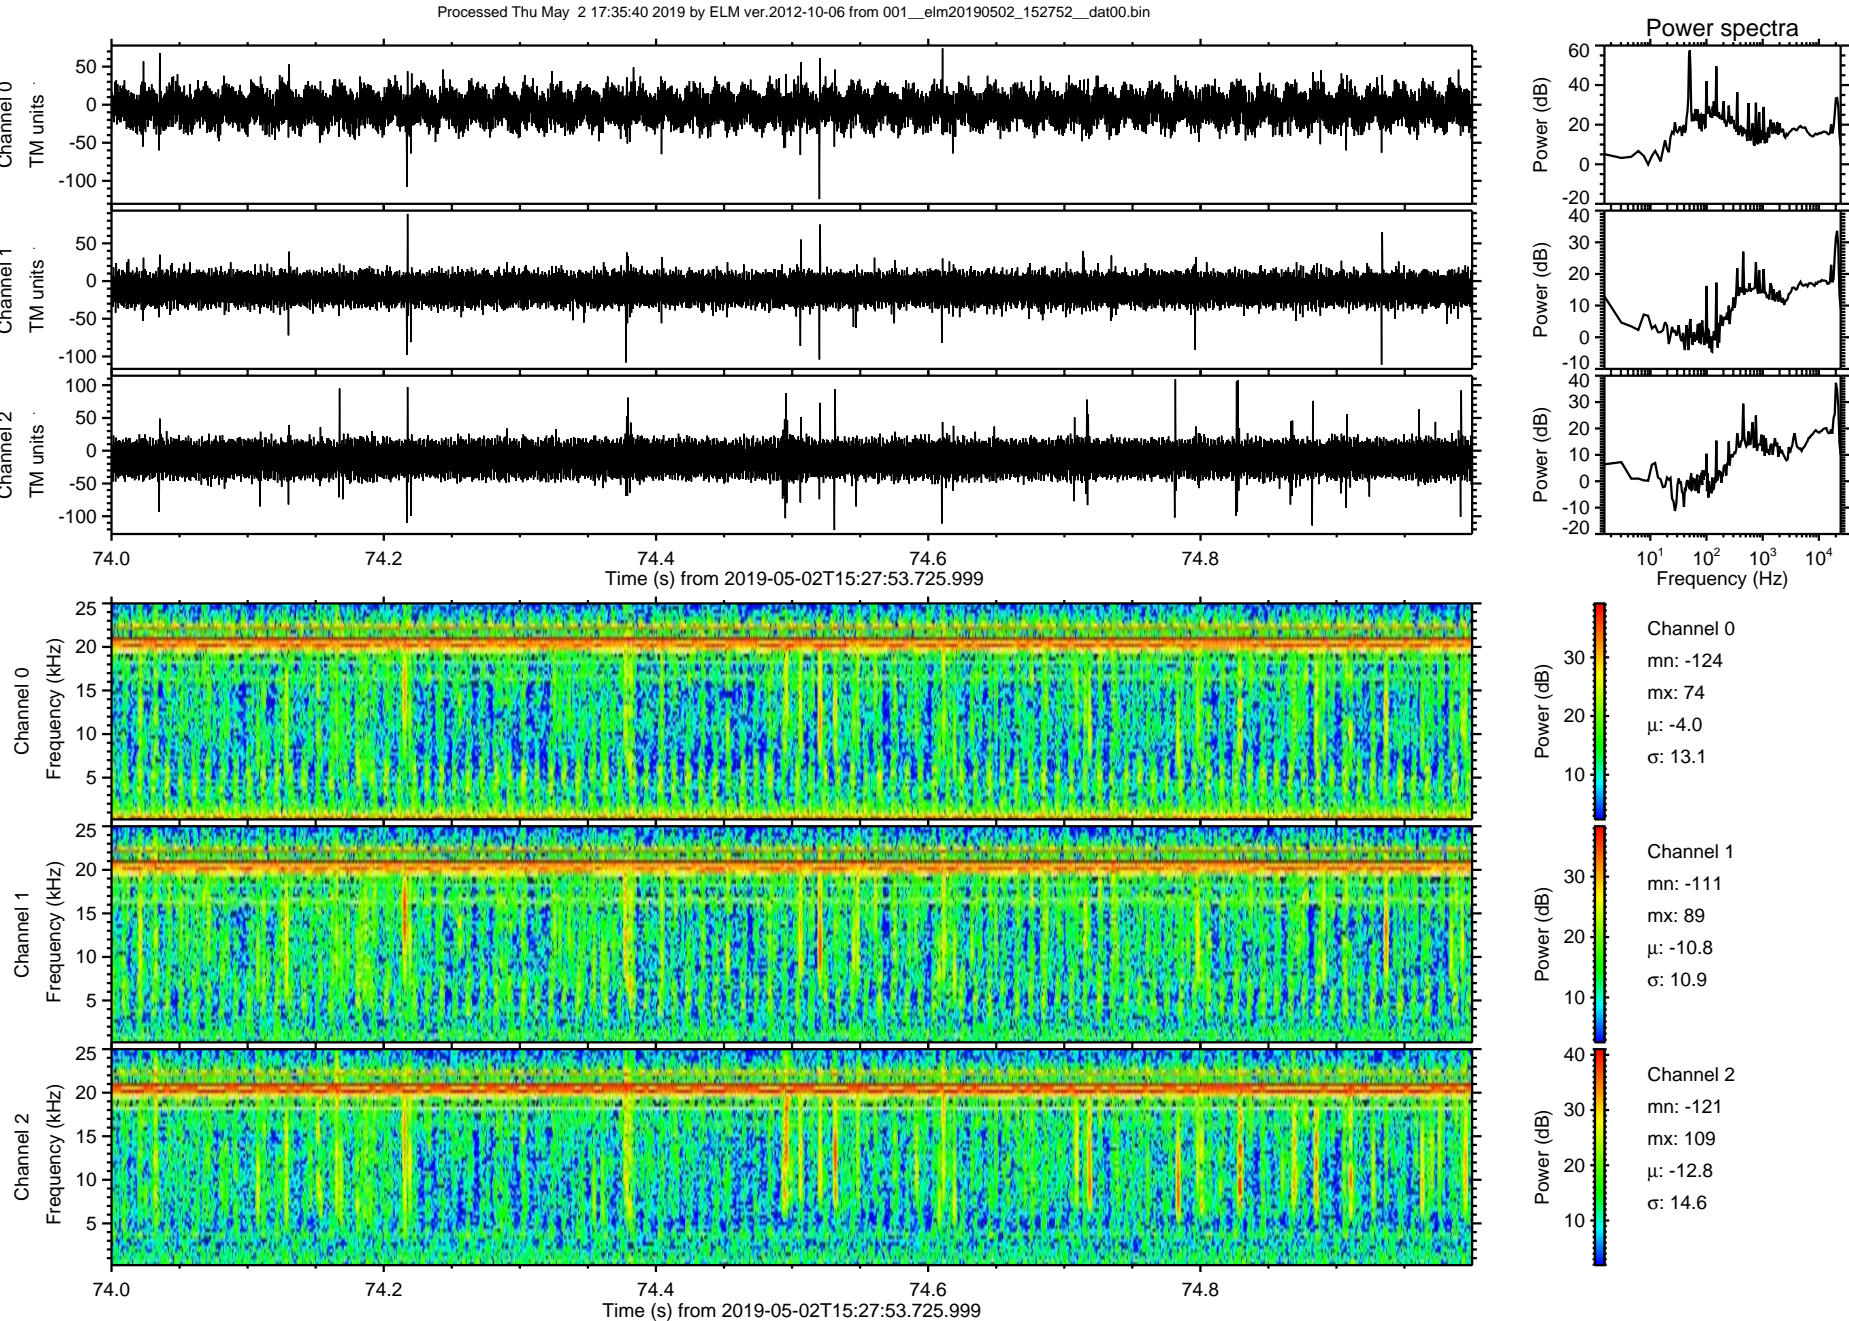 Processed Thu May  2 17:35:40 2019 by ELM ver.2012-10-06 from 001__elm20190502_152752__dat00.bin
Power spectra
Channel 0
TM units
50
0
-50
-100
Power (dB)
60
40
20
0
-20
Channel 1
TM units
50
0
-50
-100
Power (dB)
40
30
20
10
0
-10
Channel 2
TM units
100
50
0
-50
-100
Power (dB)
40
30
20
10
0
-10
-20
74.0 74.2 74.4 74.6 74.8
Time (s) from 2019-05-02T15:27:53.725.999
10^1 10^2 10^3 10^4
Frequency (Hz)
Channel 0
Frequency (kHz)
25
20
15
10
5
Power (dB)
30
20
10
Channel 0
mn: -124
mx: 74
μ: -4.0
σ: 13.1
Channel 1
Frequency (kHz)
25
20
15
10
5
Power (dB)
30
20
10
Channel 1
mn: -111
mx: 89
μ: -10.8
σ: 10.9
Channel 2
Frequency (kHz)
25
20
15
10
5
Power (dB)
40
30
20
10
Channel 2
mn: -121
mx: 109
μ: -12.8
σ: 14.6
74.0 74.2 74.4 74.6 74.8
Time (s) from 2019-05-02T15:27:53.725.999